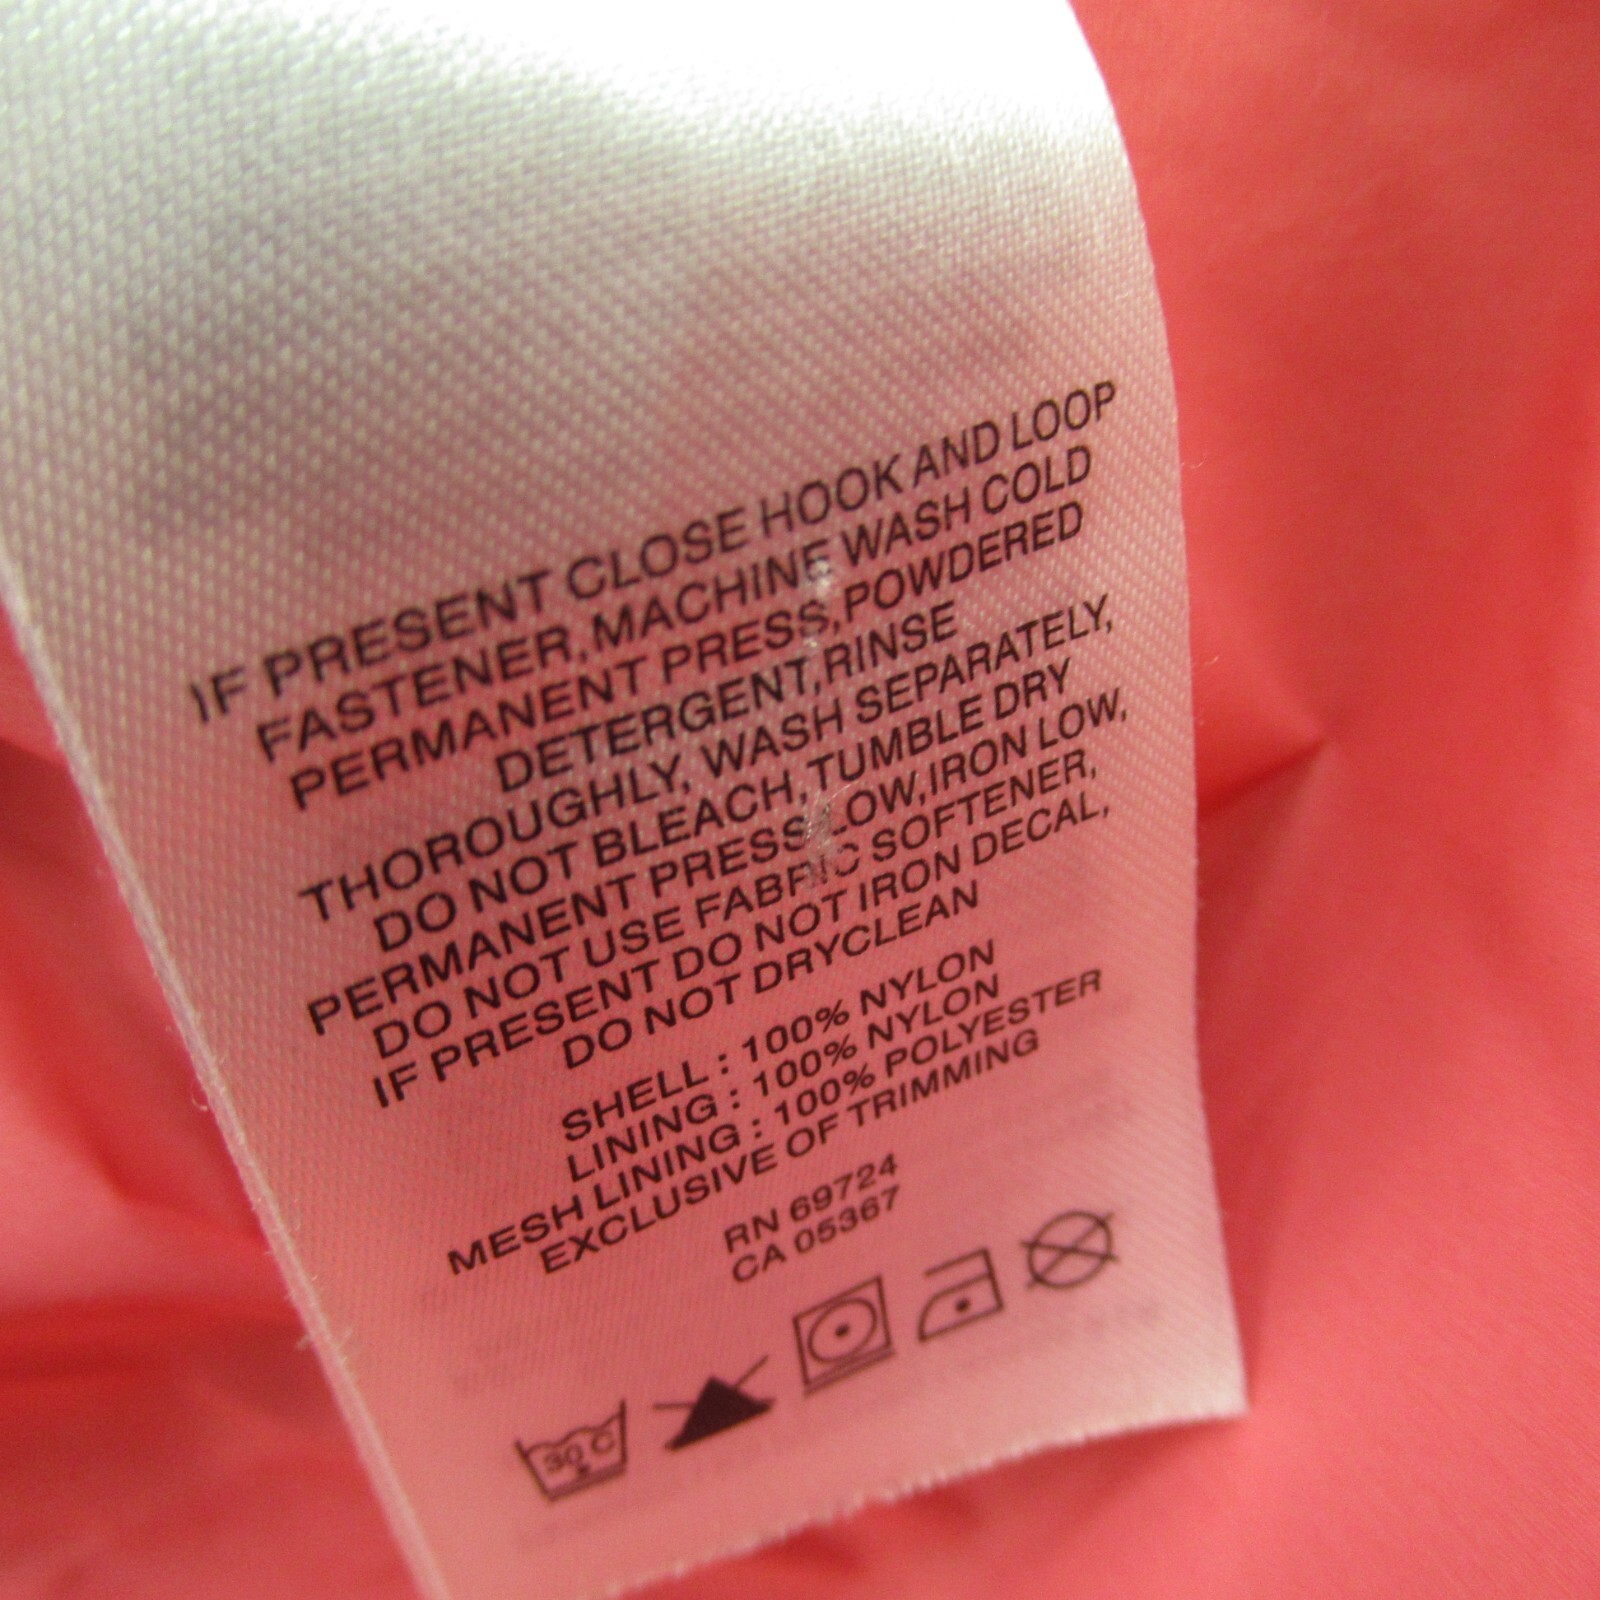 IF PRESENT CLOSE HOOK AND LOOP
FASTENER, MACHINE WASH COLD
PERMANENT PRESS, POWDERED
DETERGENT, RINSE
THOROUGHLY, WASH SEPARATELY,
DO NOT BLEACH, TUMBLE DRY
PERMANENT PRESS LOW, IRON LOW,
DO NOT USE FABRIC SOFTENER,
IF PRESENT DO NOT IRON DECAL,
DO NOT DRYCLEAN
SHELL : 100% NYLON
LINING : 100% NYLON
MESH LINING : 100% POLYESTER
EXCLUSIVE OF TRIMMING
RN 69724
CA 05367
30 C